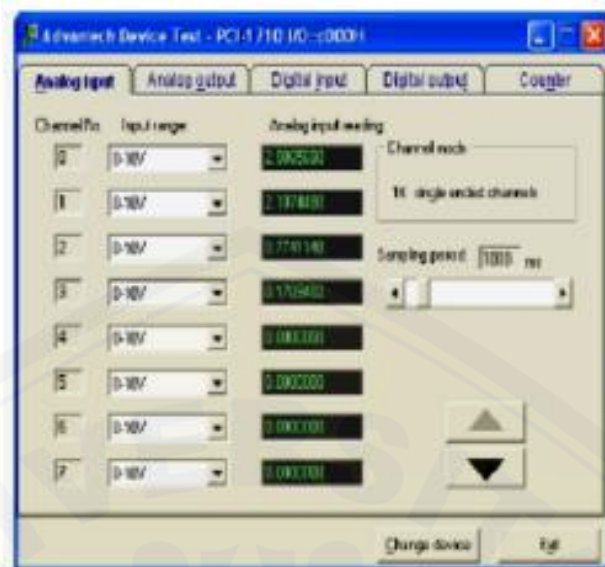 Advantech Device Test - PCI-1710 I/O=c000H
Analog input Analog output Digital input Digital output Counter
Channel No. Input range Analog input reading
Channel mode
0 0-10V
16 single ended channels
1 0-10V
2 0-10V
Sampling period 1000 ms
3 0-10V
4 0-10V 0.0000000
5 0-10V 0.0000000
6 0-10V 0.0000000
7 0-10V 0.0000000
Change device Exit